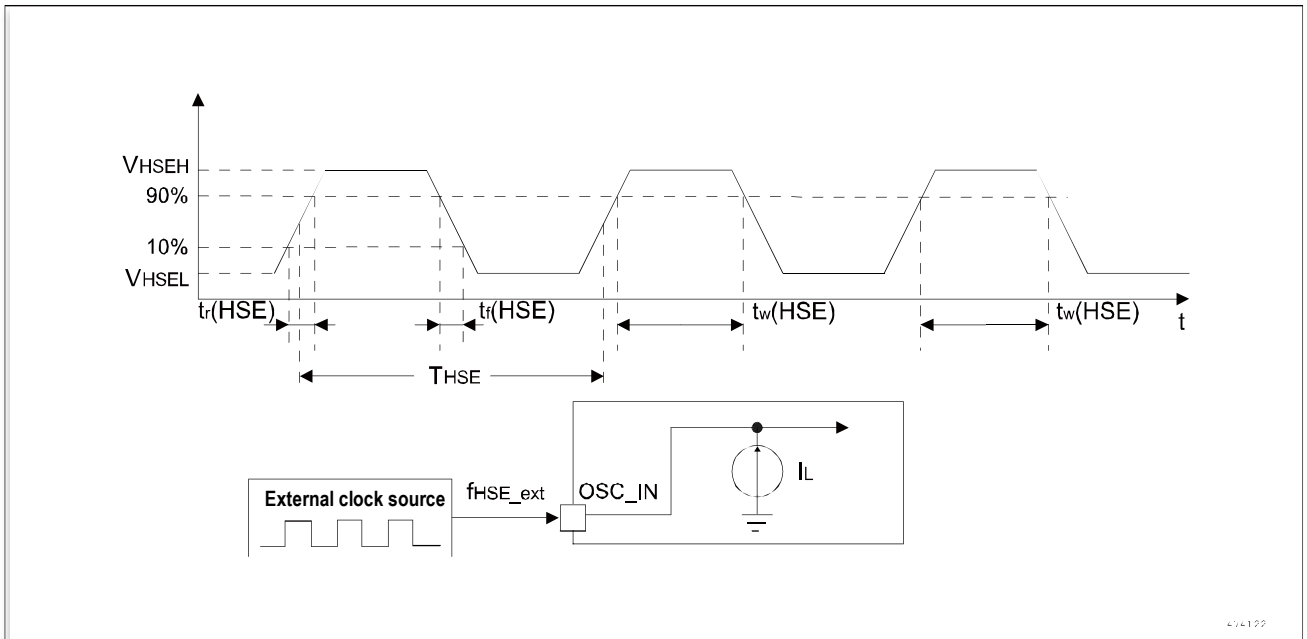 VHSEH
90%
10%
VHSEL
tr(HSE)
tf(HSE)
tw(HSE)
tw(HSE)
t
THSE
External clock source
fHSE_ext
OSC_IN
IL
474122